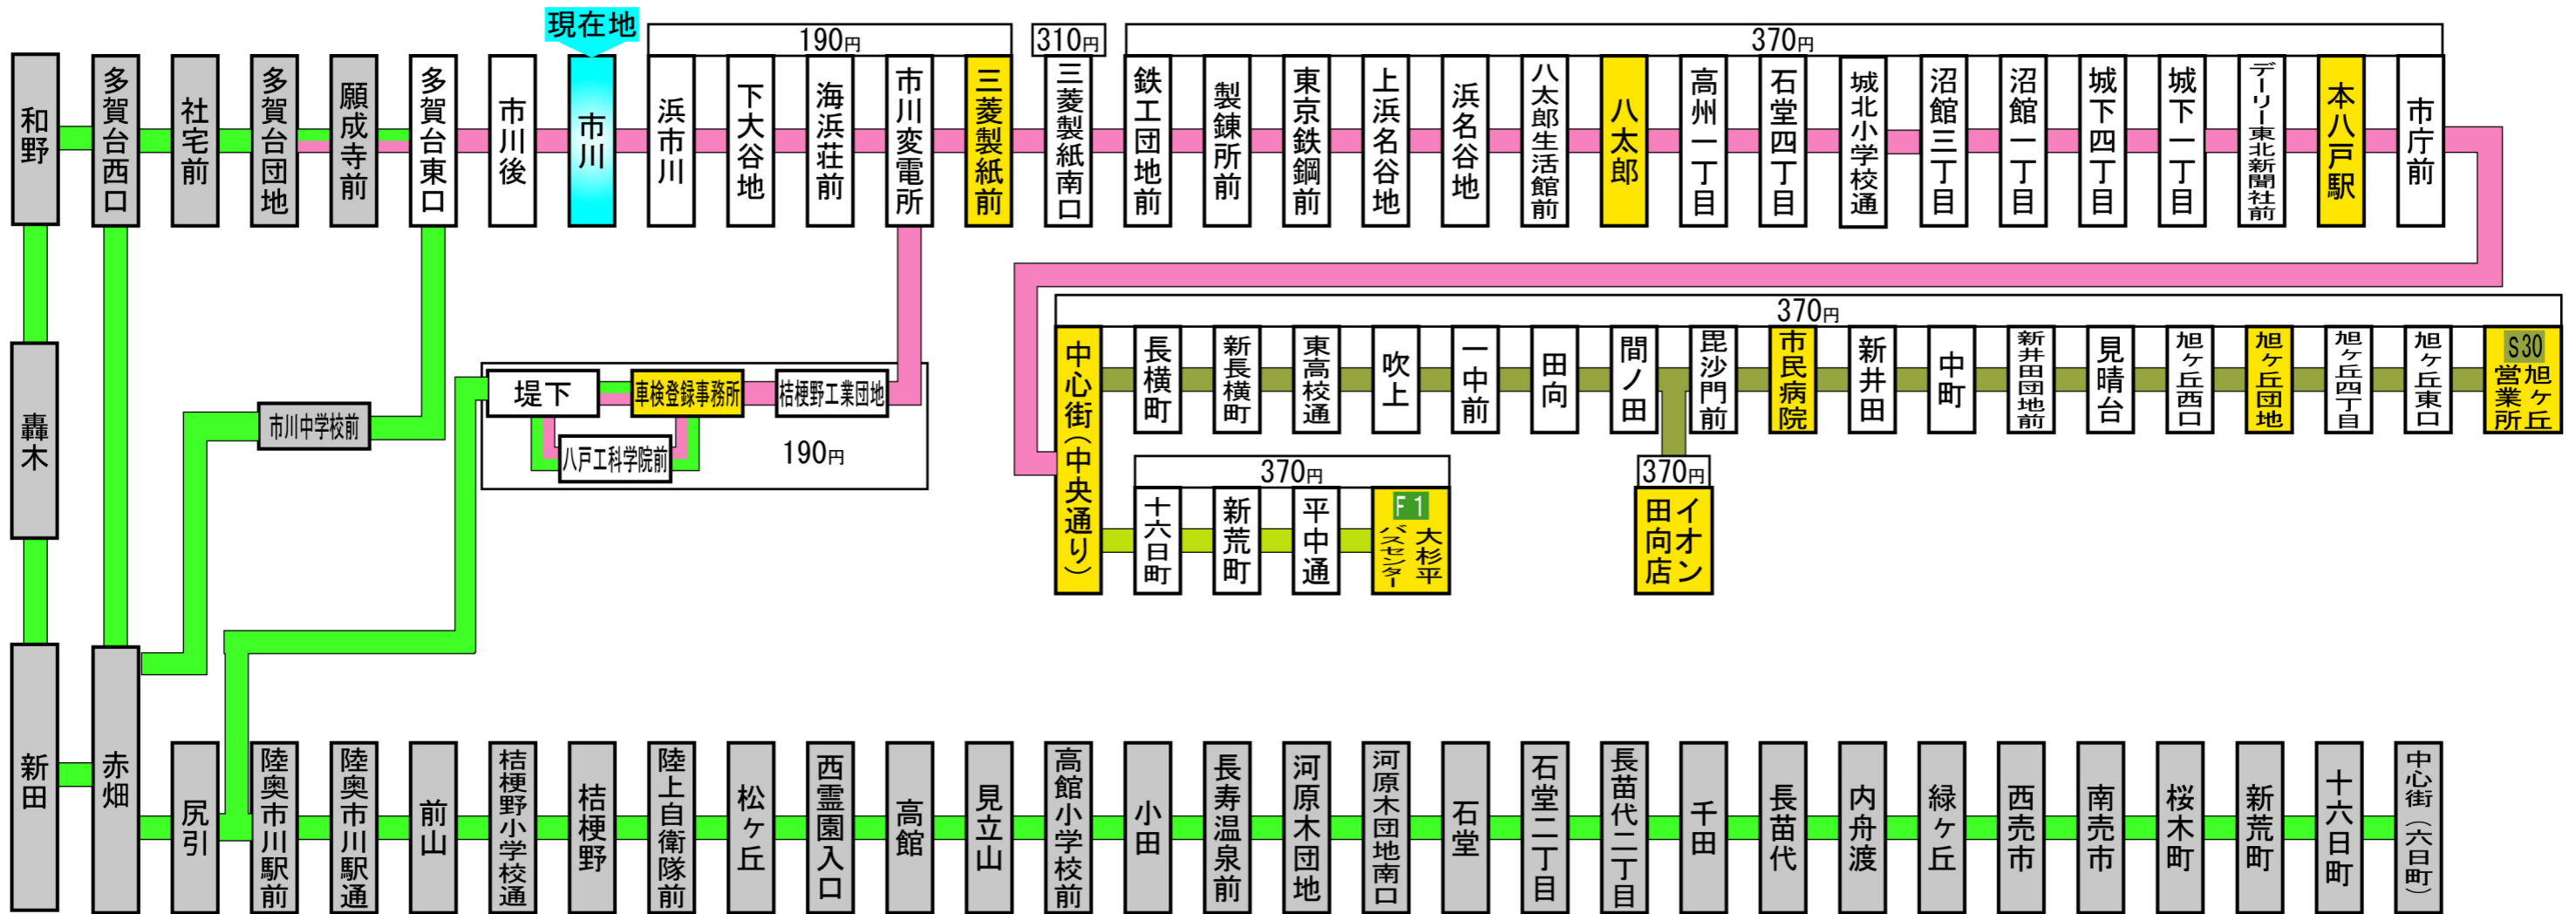 現在地
190円
310円
370円
和野
多賀台西口
社宅前
多賀台団地
願成寺前
多賀台東口
市川後
市川
浜市川
下大谷地
海浜荘前
市川変電所
三菱製紙前
三菱製紙南口
鉄工団地前
製錬所前
東京鉄鋼前
上浜名谷地
浜名谷地
八太郎生活館前
八太郎
高州一丁目
石堂四丁目
城北小学校通
沼館三丁目
沼館一丁目
城下四丁目
城下一丁目
デーリー東北新聞社前
本八戸駅
市庁前
370円
中心街(中央通り)
長横町
新長横町
東高校通
吹上
一中前
田向
間ノ田
毘沙門前
市民病院
新井田
中町
新井田団地前
見晴台
旭ヶ丘西口
旭ヶ丘団地
旭ヶ丘四丁目
旭ヶ丘東口
S30
旭ヶ丘
営業所
轟木
市川中学校前
堤下
車検登録事務所
桔梗野工業団地
八戸工科学院前
190円
370円
十六日町
新荒町
平中通
F1
大杉平
バスセンター
370円
イオン
田向店
新田
赤畑
尻引
陸奥市川駅前
陸奥市川駅通
前山
桔梗野小学校通
桔梗野
陸上自衛隊前
松ヶ丘
西霊園入口
高館
見立山
高館小学校前
小田
長寿温泉前
河原木団地
河原木団地南口
石堂
石堂二丁目
長苗代二丁目
千田
長苗代
内舟渡
緑ヶ丘
西売市
南売市
桜木町
新荒町
十六日町
中心街(六日町)